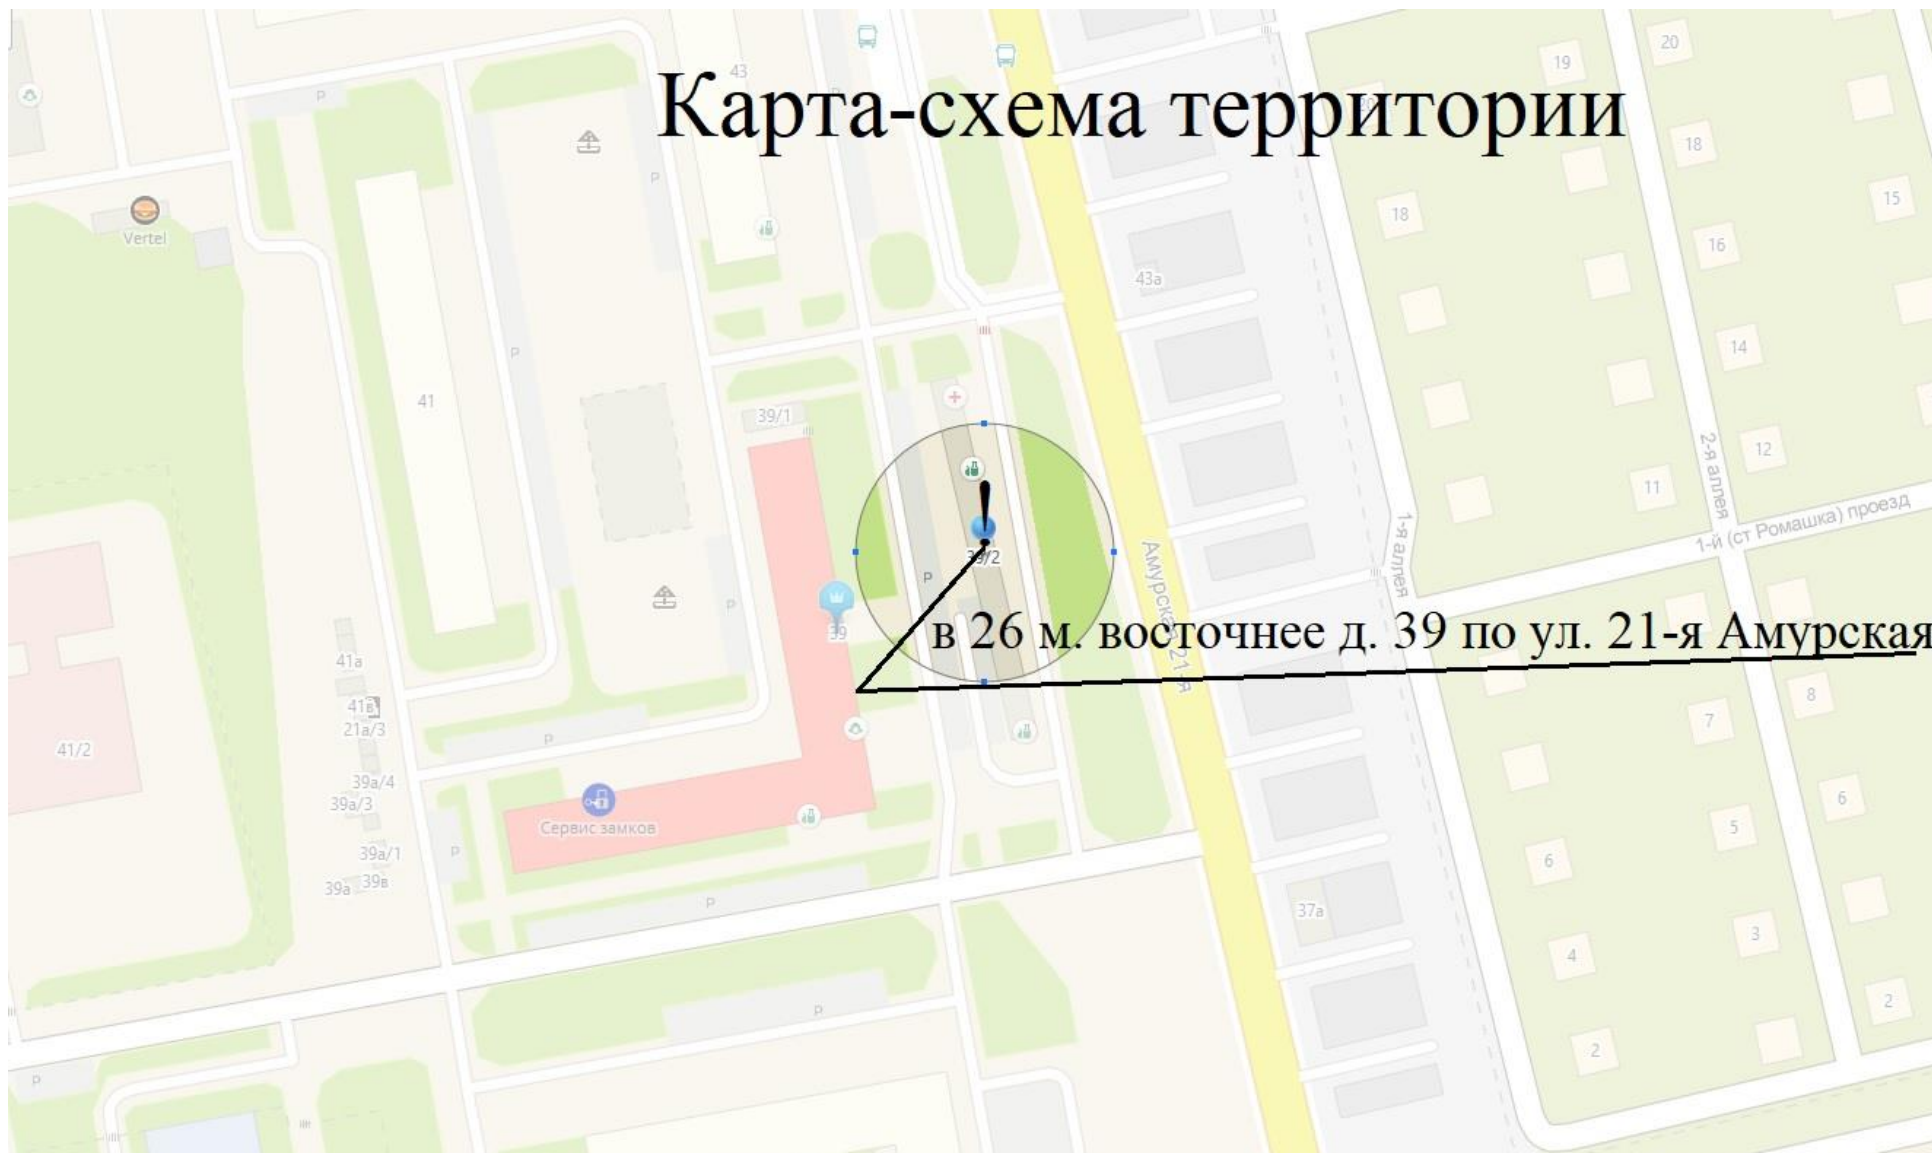 Карта-схема территории
43
20
19
20
P
P
P
18
18
15
Vertel
16
43а
14
P
41
39/1
2-я аллея
12
11
1-й (ст Ромашка) проезд
1-я аллея
Амурская 21-я
39/2
P
P
39
в 26 м. восточнее д. 39 по ул. 21-я Амурская
41а
41в
21а/3
8
7
41/2
P
39а/4
39а/3
6
Сервис замков
5
39а/1
P
6
39а
39в
P
37а
3
4
2
P
2
P